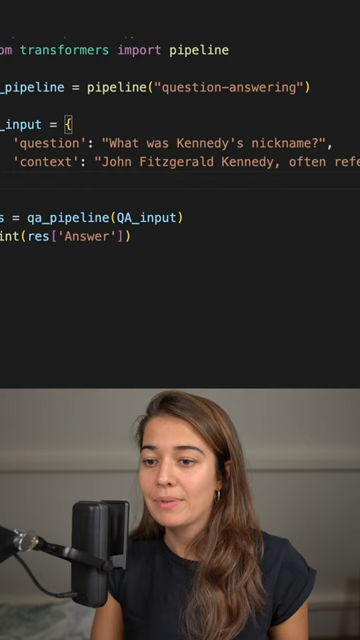 om transformers import pipeline
_pipeline = pipeline("question-answering")
_input = {
'question': "What was Kennedy's nickname?",
'context': "John Fitzgerald Kennedy, often refe
s = qa_pipeline(QA_input)
int(res['Answer'])